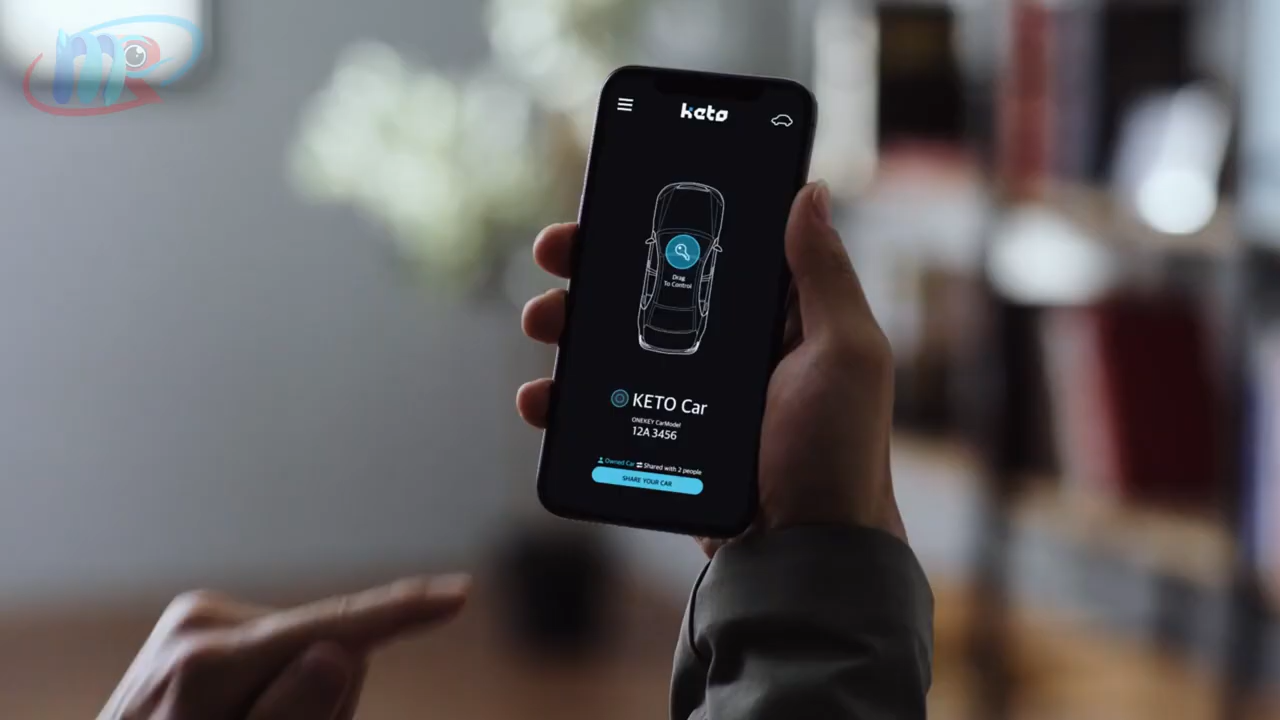 MR
keto
Drag
To Control
KETO Car
ONEKEY CarModel
12A 3456
Owned Car Shared with 2 people
SHARE YOUR CAR